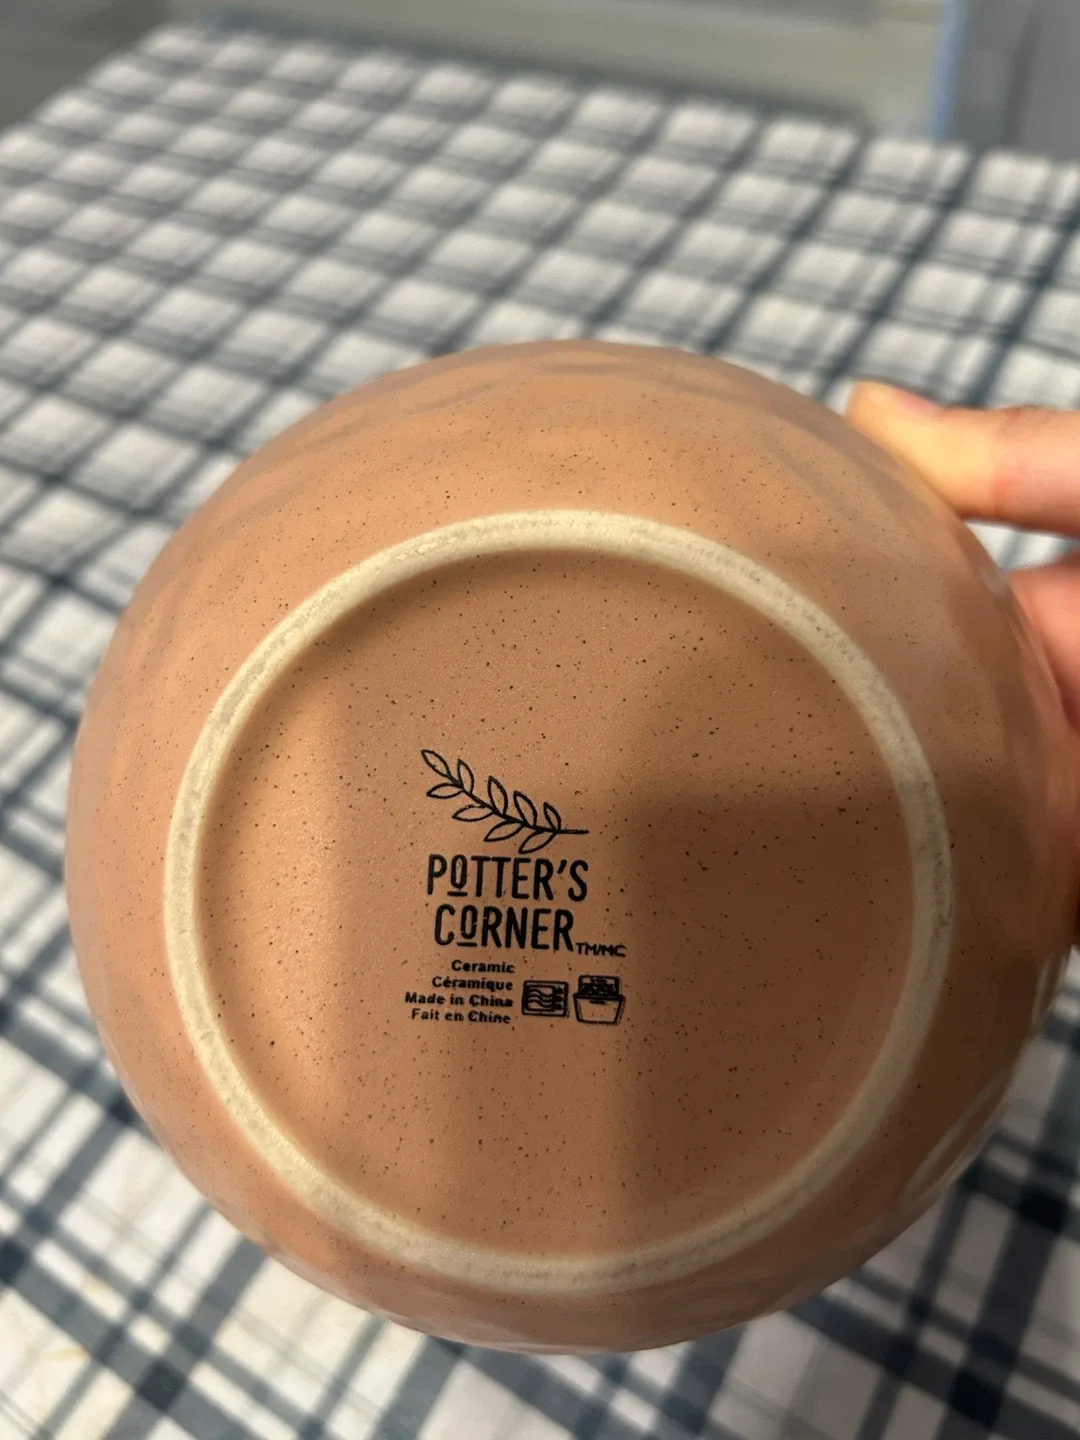 POTTER'S
CORNER TM/MC
Ceramic
Céramique
Made in China
Fait en Chine